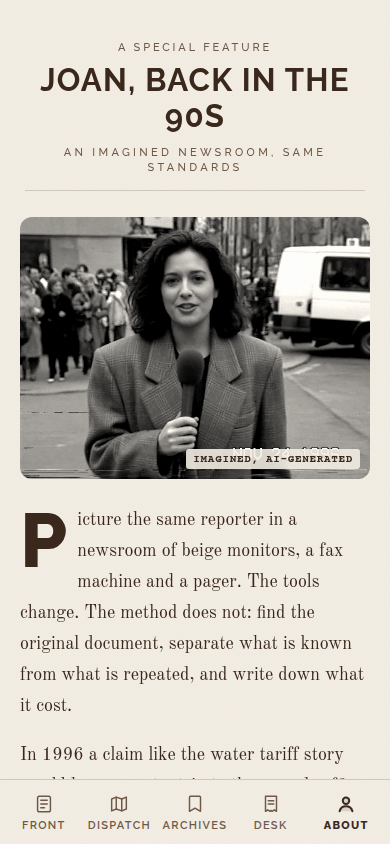 A SPECIAL FEATURE
JOAN, BACK IN THE
90S
AN IMAGINED NEWSROOM, SAME
STANDARDS
IMAGINED, AI-GENERATED
Picture the same reporter in a
newsroom of beige monitors, a fax
machine and a pager. The tools
change. The method does not: find the
original document, separate what is known
from what is repeated, and write down what
it cost.
In 1996 a claim like the water tariff story
FRONT DISPATCH ARCHIVES DESK ABOUT